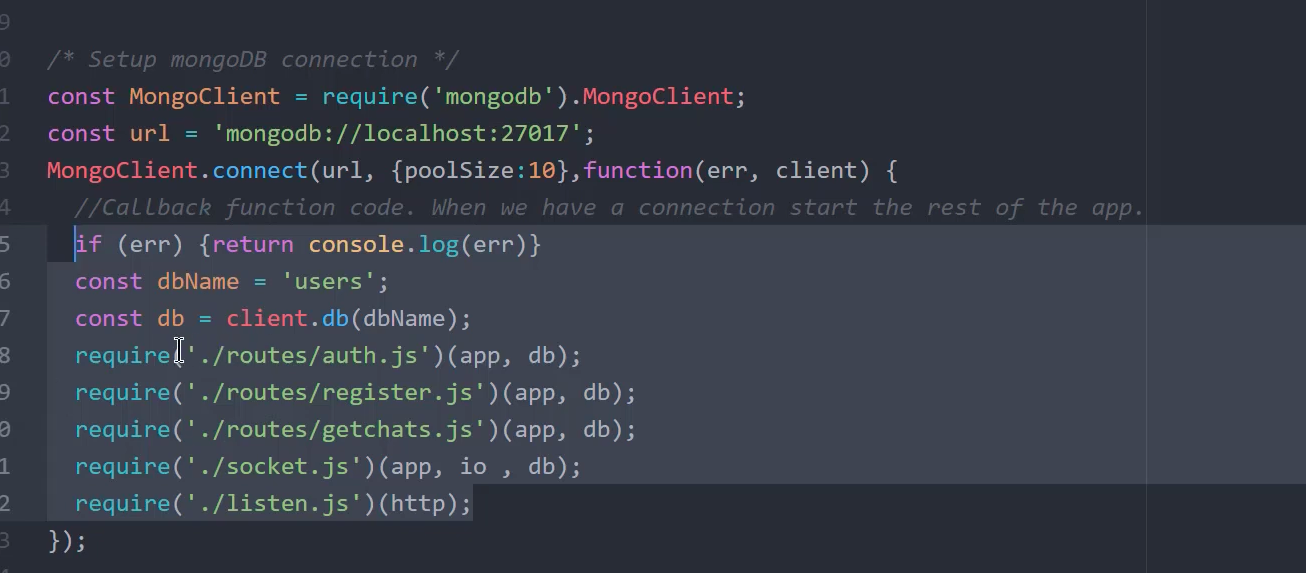 9
0 /* Setup mongoDB connection */
1 const MongoClient = require('mongodb').MongoClient;
2 const url = 'mongodb://localhost:27017';
3 MongoClient.connect(url, {poolSize:10},function(err, client) {
4 //Callback function code. When we have a connection start the rest of the app.
5 if (err) {return console.log(err)}
6 const dbName = 'users';
7 const db = client.db(dbName);
8 require('./routes/auth.js')(app, db);
9 require('./routes/register.js')(app, db);
0 require('./routes/getchats.js')(app, db);
1 require('./socket.js')(app, io , db);
2 require('./listen.js')(http);
3 });